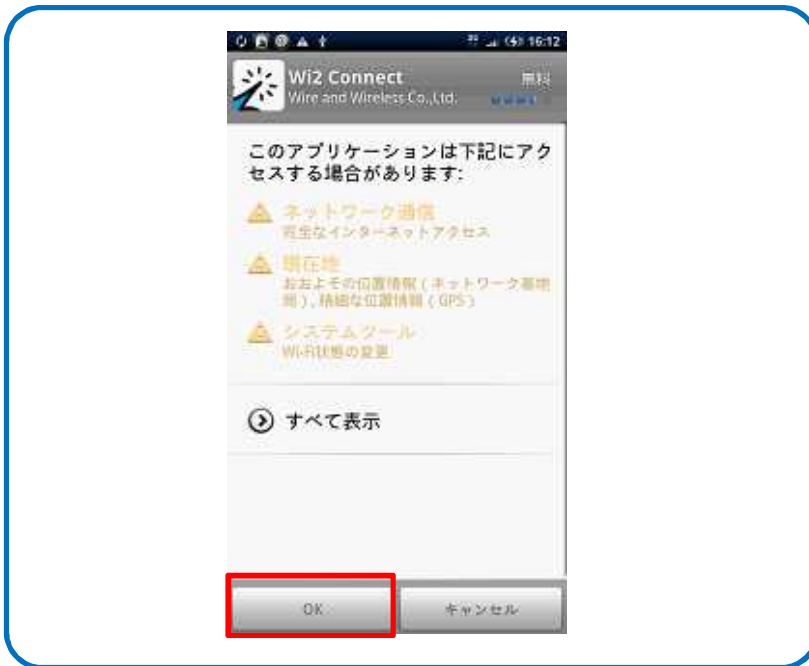 16:12
Wi2 Connect
無料
Wire and Wireless Co.,Ltd.
このアプリケーションは下記にアク
セスする場合があります:
ネットワーク通信
完全なインターネットアクセス
現在地
おおよその位置情報(ネットワーク基地
局)、精細な位置情報(GPS)
システムツール
Wi-Fi状態の変更
すべて表示
OK
キャンセル